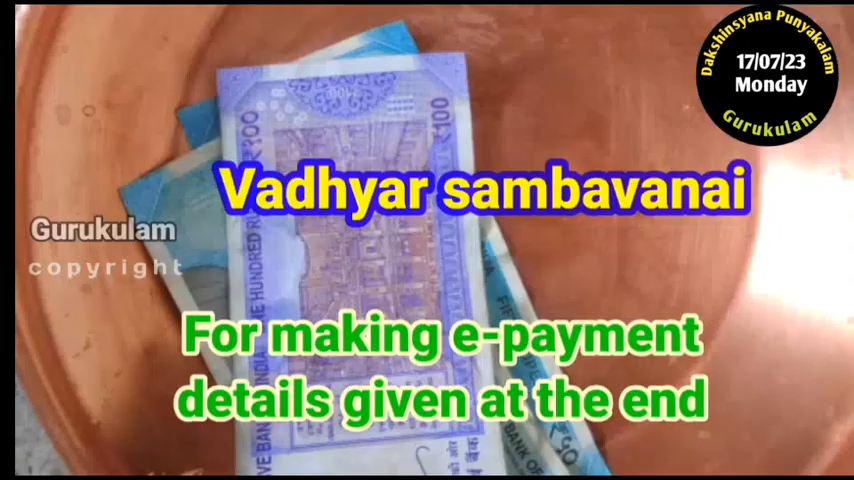 Dakshinsyana Punyakalam
17/07/23
Monday
Gurukulam
Vadhyar sambavanai
Gurukulam
copyright
For making e-payment
details given at the end
₹100